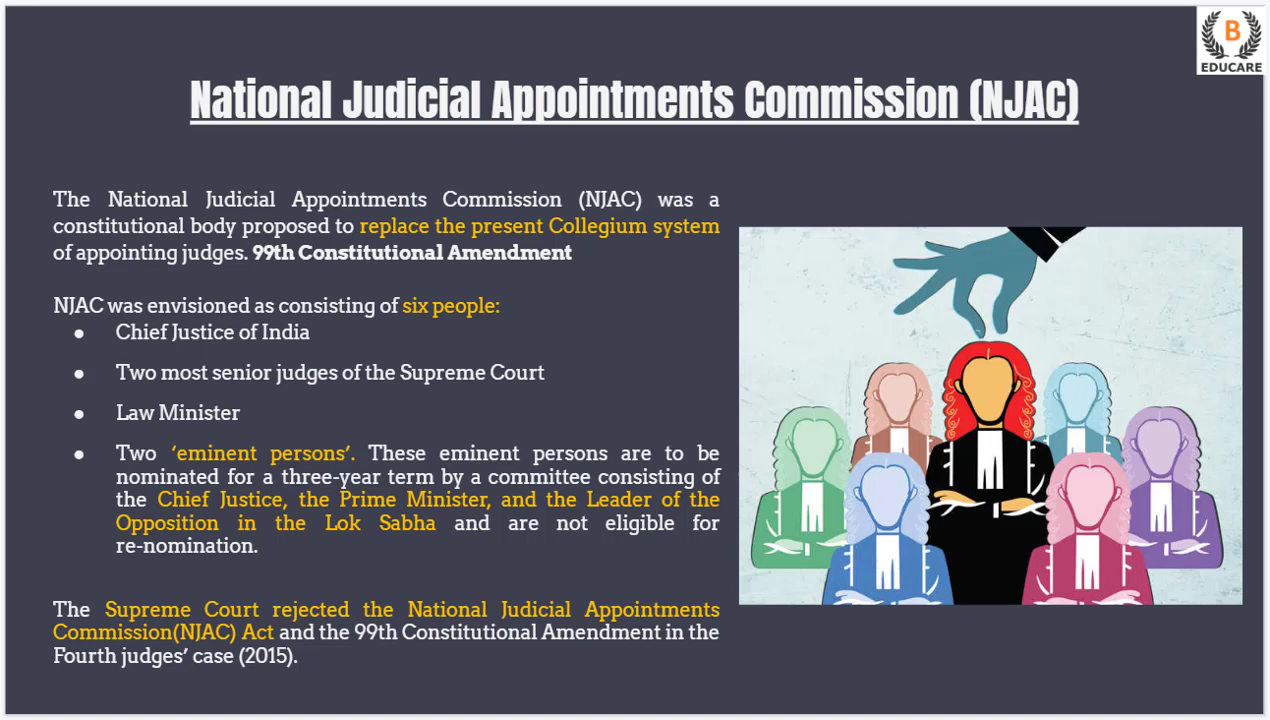 B
EDUCARE
National Judicial Appointments Commission (NJAC)
The National Judicial Appointments Commission (NJAC) was a
constitutional body proposed to replace the present Collegium system
of appointing judges. 99th Constitutional Amendment
NJAC was envisioned as consisting of six people:
● Chief Justice of India
● Two most senior judges of the Supreme Court
● Law Minister
● Two ‘eminent persons’. These eminent persons are to be
nominated for a three-year term by a committee consisting of
the Chief Justice, the Prime Minister, and the Leader of the
Opposition in the Lok Sabha and are not eligible for
re-nomination.
The Supreme Court rejected the National Judicial Appointments
Commission(NJAC) Act and the 99th Constitutional Amendment in the
Fourth judges’ case (2015).